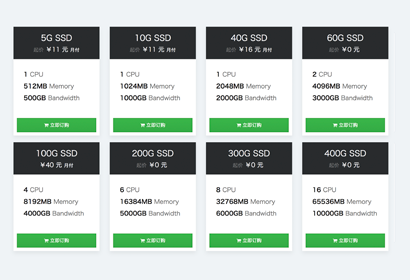 5G SSD
起价 ¥11 元 月付
1 CPU
512MB Memory
500GB Bandwidth
立即订购
10G SSD
起价 ¥11 元 月付
1 CPU
1024MB Memory
1000GB Bandwidth
立即订购
40G SSD
起价 ¥16 元 月付
1 CPU
2048MB Memory
2000GB Bandwidth
立即订购
60G SSD
起价 ¥0 元
2 CPU
4096MB Memory
3000GB Bandwidth
立即订购
100G SSD
¥40 元 月付
4 CPU
8192MB Memory
4000GB Bandwidth
立即订购
200G SSD
起价 ¥0 元
6 CPU
16384MB Memory
5000GB Bandwidth
立即订购
300G SSD
起价 ¥0 元
8 CPU
32768MB Memory
6000GB Bandwidth
立即订购
400G SSD
起价 ¥0 元
16 CPU
65536MB Memory
10000GB Bandwidth
立即订购